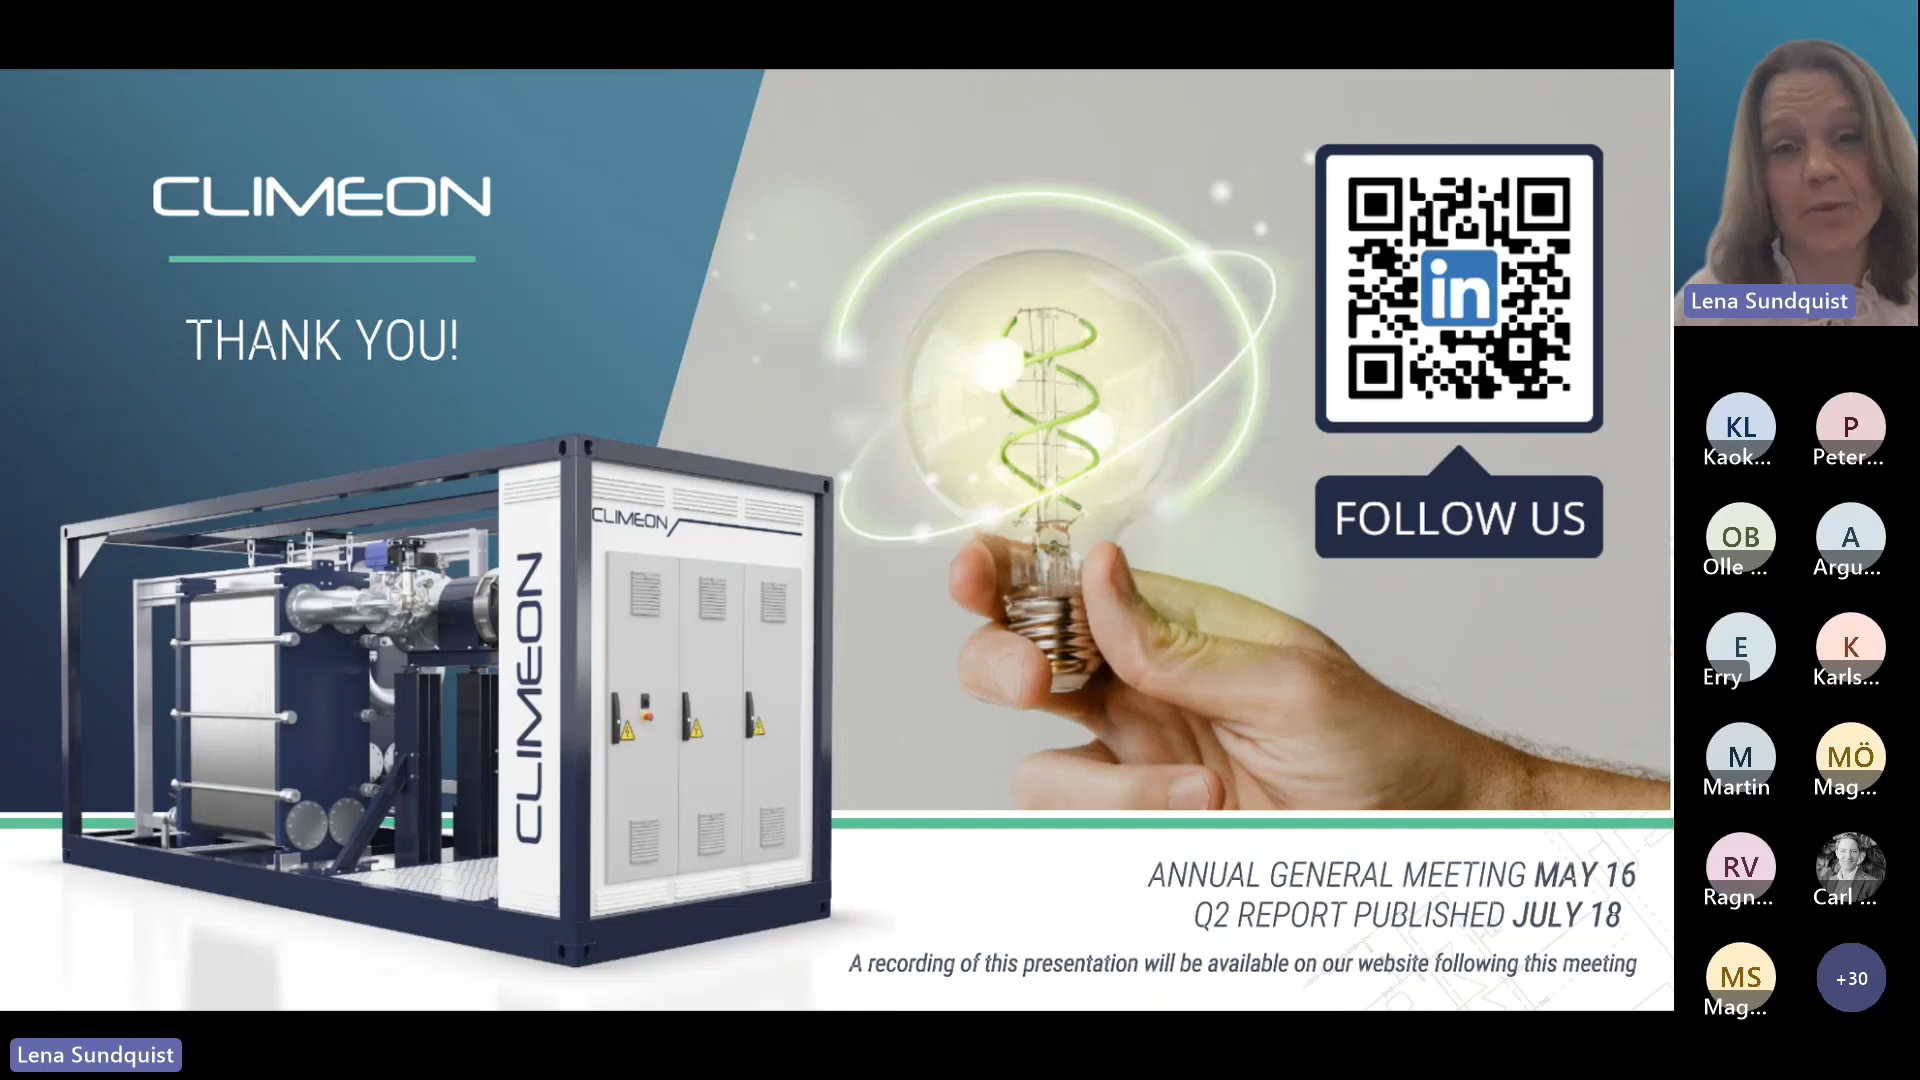 CLIMEON
THANK YOU!
CLIMEON
CLIMEON
in
FOLLOW US
ANNUAL GENERAL MEETING MAY 16
Q2 REPORT PUBLISHED JULY 18
A recording of this presentation will be available on our website following this meeting
Lena Sundquist
Lena Sundquist
KL
Kaok...
P
Peter...
OB
Olle ...
A
Argu...
E
Erry
K
Karls...
M
Martin
MÖ
Mag...
RV
Ragn...
Carl ...
MS
Mag...
+30